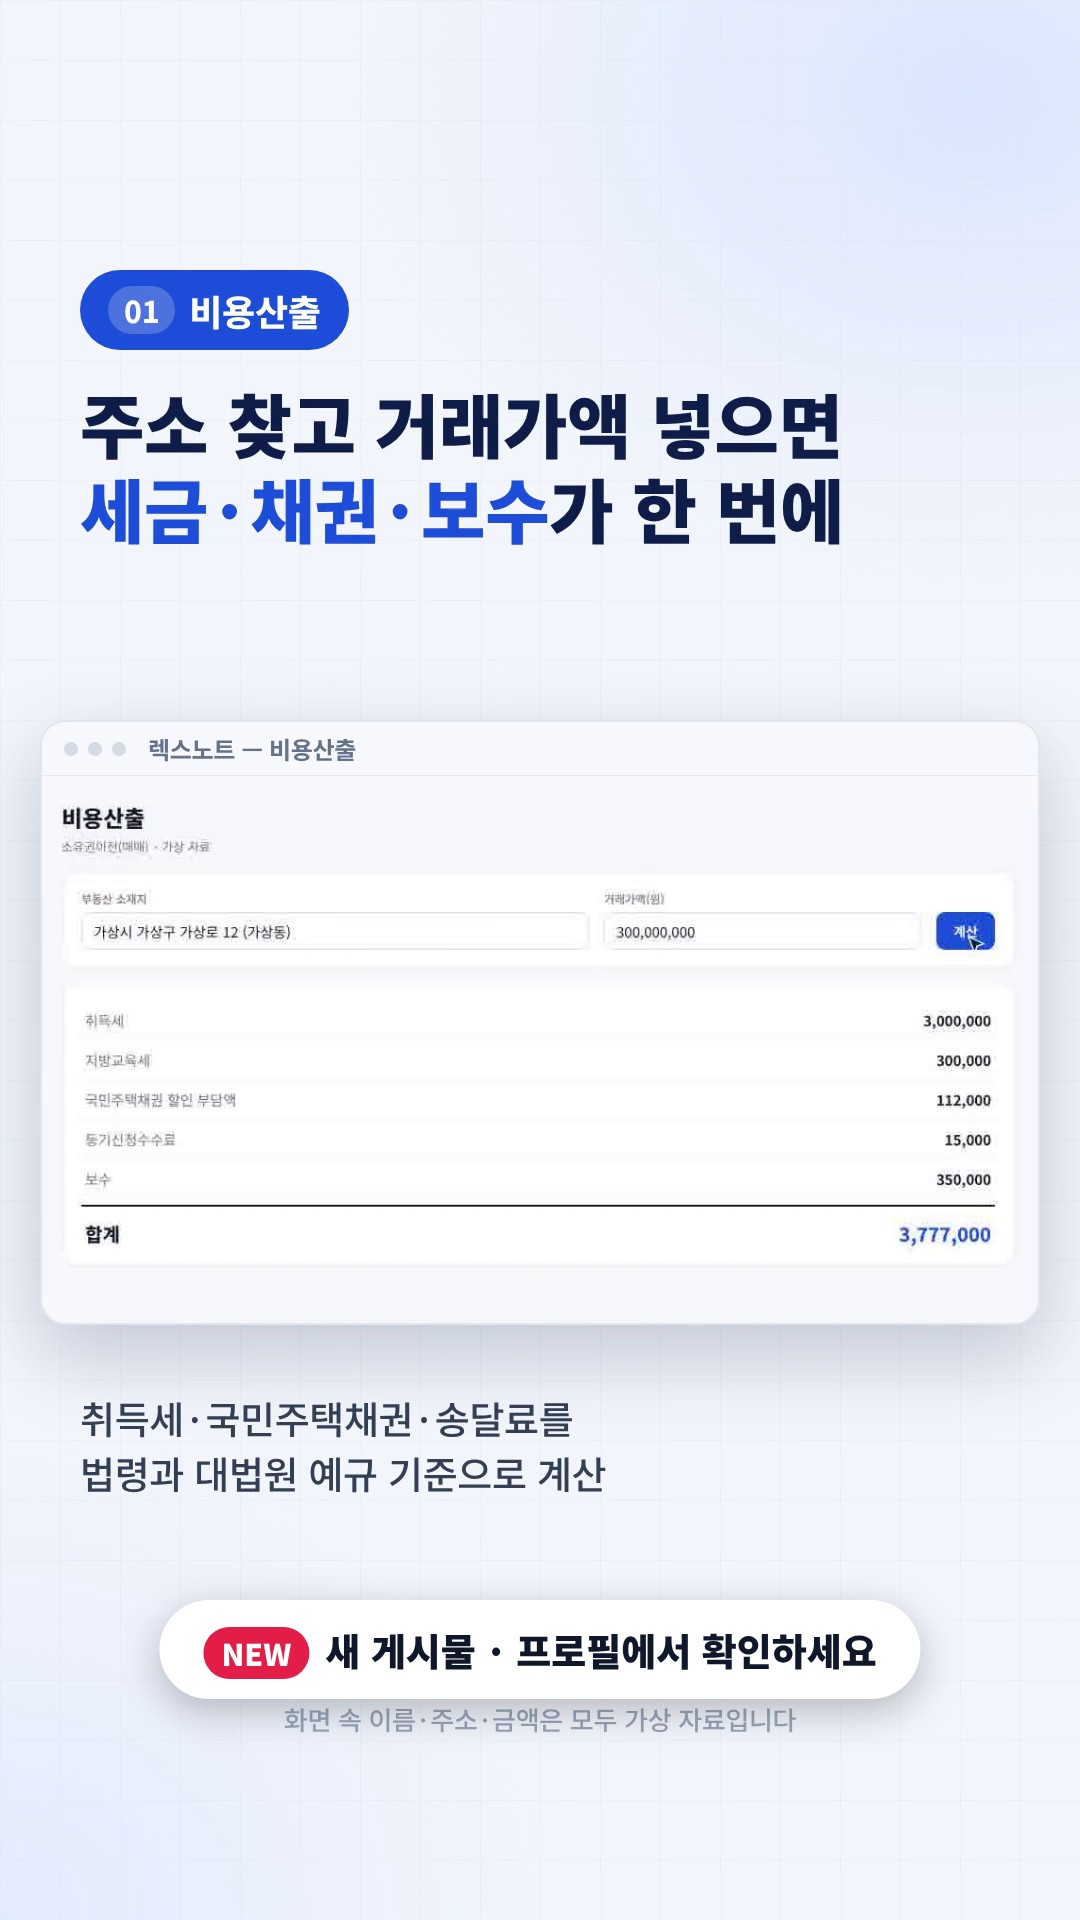 01 비용산출
주소 찾고 거래가액 넣으면
세금·채권·보수가 한 번에
렉스노트 — 비용산출
비용산출
소유권이전(매매) · 가상 자료
부동산 소재지 거래가액(원)
가상시 가상구 가상로 12 (가상동) 300,000,000 계산
취득세 3,000,000
지방교육세 300,000
국민주택채권 할인 부담액 112,000
등기신청수수료 15,000
보수 350,000
합계 3,777,000
취득세·국민주택채권·송달료를
법령과 대법원 예규 기준으로 계산
NEW 새 게시물 · 프로필에서 확인하세요
화면 속 이름·주소·금액은 모두 가상 자료입니다